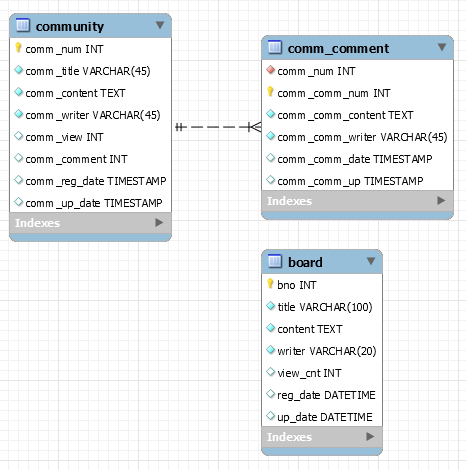 community
comm_num INT
comm_title VARCHAR(45)
comm_content TEXT
comm_writer VARCHAR(45)
comm_view INT
comm_comment INT
comm_reg_date TIMESTAMP
comm_up_date TIMESTAMP
Indexes
comm_comment
comm_num INT
comm_comm_num INT
comm_comm_content TEXT
comm_comm_writer VARCHAR(45)
comm_comm_date TIMESTAMP
comm_comm_up TIMESTAMP
Indexes
board
bno INT
title VARCHAR(100)
content TEXT
writer VARCHAR(20)
view_cnt INT
reg_date DATETIME
up_date DATETIME
Indexes